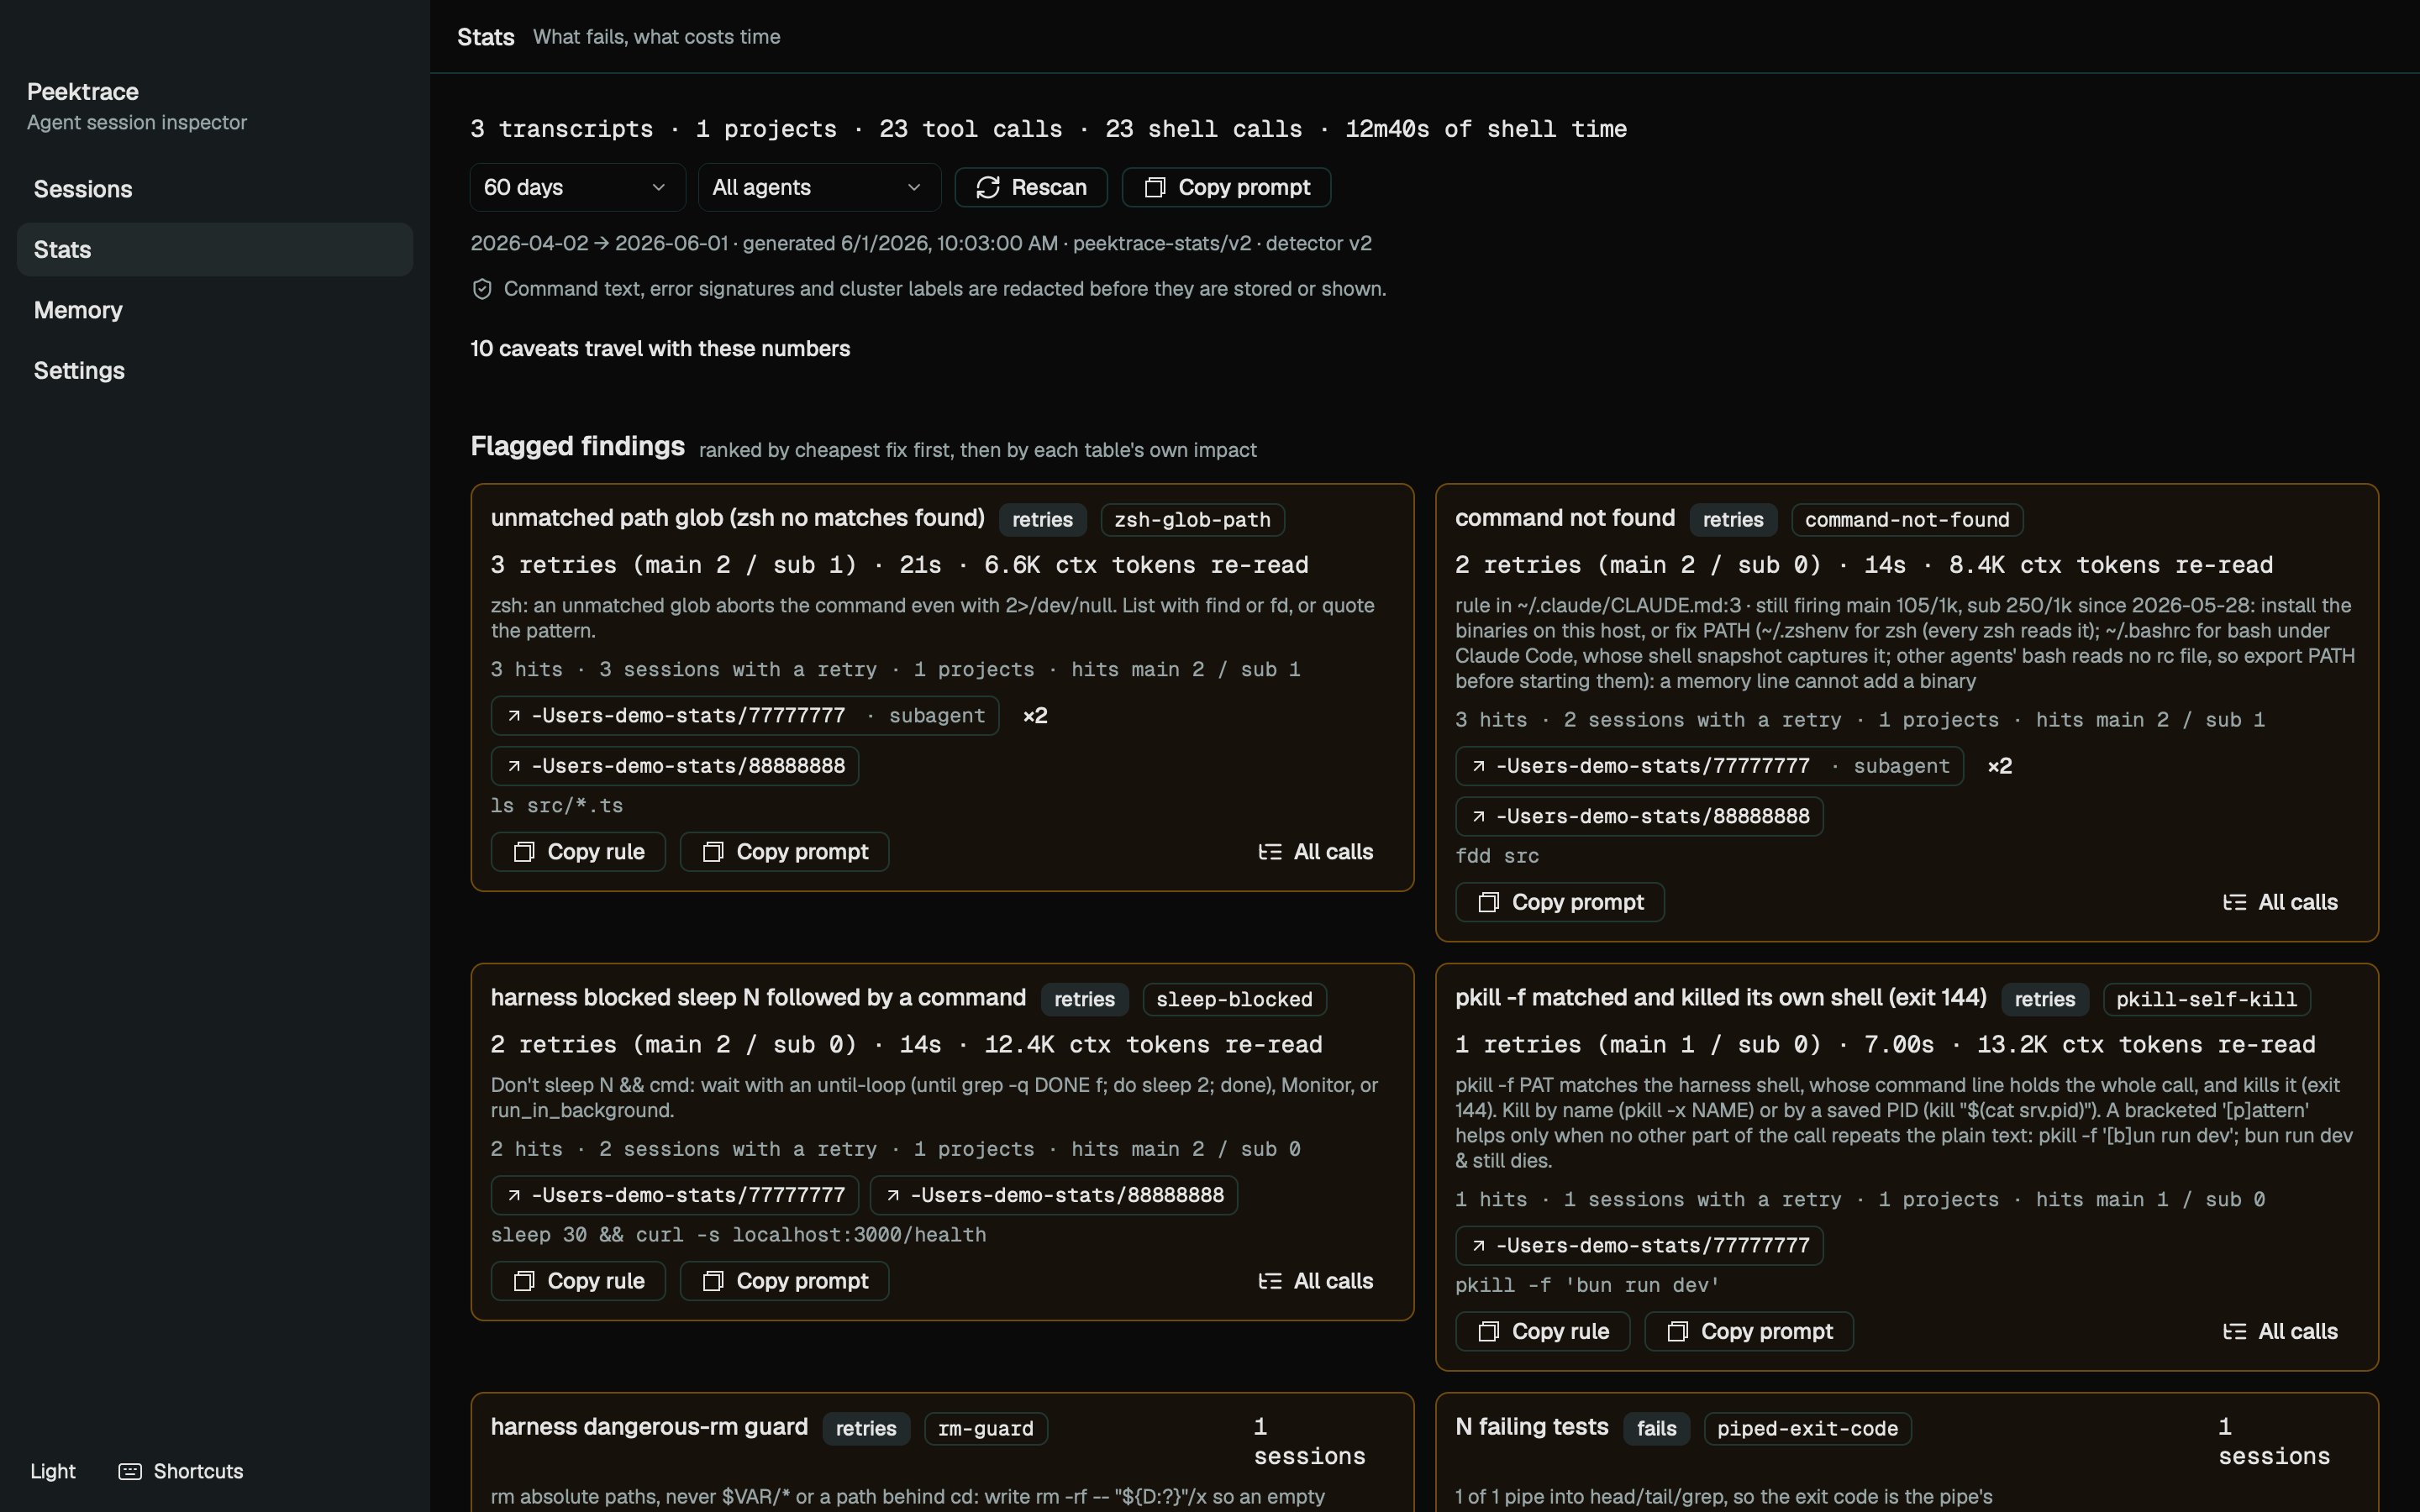 Peektrace
Agent session inspector
Sessions
Stats
Memory
Settings
Light
Shortcuts
Stats What fails, what costs time
3 transcripts · 1 projects · 23 tool calls · 23 shell calls · 12m40s of shell time
60 days
All agents
Rescan
Copy prompt
2026-04-02 → 2026-06-01 · generated 6/1/2026, 10:03:00 AM · peektrace-stats/v2 · detector v2
Command text, error signatures and cluster labels are redacted before they are stored or shown.
10 caveats travel with these numbers
Flagged findings ranked by cheapest fix first, then by each table's own impact
unmatched path glob (zsh no matches found) retries zsh-glob-path
3 retries (main 2 / sub 1) · 21s · 6.6K ctx tokens re-read
zsh: an unmatched glob aborts the command even with 2>/dev/null. List with find or fd, or quote
the pattern.
3 hits · 3 sessions with a retry · 1 projects · hits main 2 / sub 1
-Users-demo-stats/77777777 · subagent ×2
-Users-demo-stats/88888888
ls src/*.ts
Copy rule Copy prompt All calls
command not found retries command-not-found
2 retries (main 2 / sub 0) · 14s · 8.4K ctx tokens re-read
rule in ~/.claude/CLAUDE.md:3 · still firing main 105/1k, sub 250/1k since 2026-05-28: install the
binaries on this host, or fix PATH (~/.zshenv for zsh (every zsh reads it); ~/.bashrc for bash under
Claude Code, whose shell snapshot captures it; other agents' bash reads no rc file, so export PATH
before starting them): a memory line cannot add a binary
3 hits · 2 sessions with a retry · 1 projects · hits main 2 / sub 1
-Users-demo-stats/77777777 · subagent ×2
-Users-demo-stats/88888888
fdd src
Copy prompt All calls
harness blocked sleep N followed by a command retries sleep-blocked
2 retries (main 2 / sub 0) · 14s · 12.4K ctx tokens re-read
Don't sleep N && cmd: wait with an until-loop (until grep -q DONE f; do sleep 2; done), Monitor, or
run_in_background.
2 hits · 2 sessions with a retry · 1 projects · hits main 2 / sub 0
-Users-demo-stats/77777777 -Users-demo-stats/88888888
sleep 30 && curl -s localhost:3000/health
Copy rule Copy prompt All calls
pkill -f matched and killed its own shell (exit 144) retries pkill-self-kill
1 retries (main 1 / sub 0) · 7.00s · 13.2K ctx tokens re-read
pkill -f PAT matches the harness shell, whose command line holds the whole call, and kills it (exit
144). Kill by name (pkill -x NAME) or by a saved PID (kill "$(cat srv.pid)"). A bracketed '[p]attern'
helps only when no other part of the call repeats the plain text: pkill -f '[b]un run dev'; bun run dev
& still dies.
1 hits · 1 sessions with a retry · 1 projects · hits main 1 / sub 0
-Users-demo-stats/77777777
pkill -f 'bun run dev'
Copy rule Copy prompt All calls
harness dangerous-rm guard retries rm-guard
1
sessions
rm absolute paths, never $VAR/* or a path behind cd: write rm -rf -- "${D:?}"/x so an empty
N failing tests fails piped-exit-code
1
sessions
1 of 1 pipe into head/tail/grep, so the exit code is the pipe's